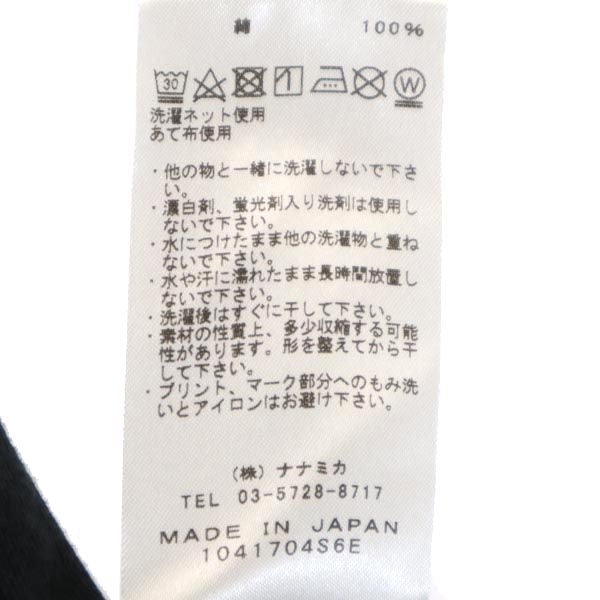 綿 100%
30 W
洗濯ネット使用
あて布使用
・他の物と一緒に洗濯しないで下さ
い。
・漂白剤、蛍光剤入り洗剤は使用し
ないで下さい。
・水につけたまま他の洗濯物と重ね
ないで下さい。
・水や汗に濡れたまま長時間放置し
ないで下さい。
・洗濯後はすぐに干して下さい。
・素材の性質上、多少収縮する可能
性があります。形を整えてから干
して下さい。
・プリント、マーク部分へのもみ洗
いとアイロンはお避け下さい。
(株) ナナミカ
TEL 03-5728-8717
MADE IN JAPAN
1041704S6E